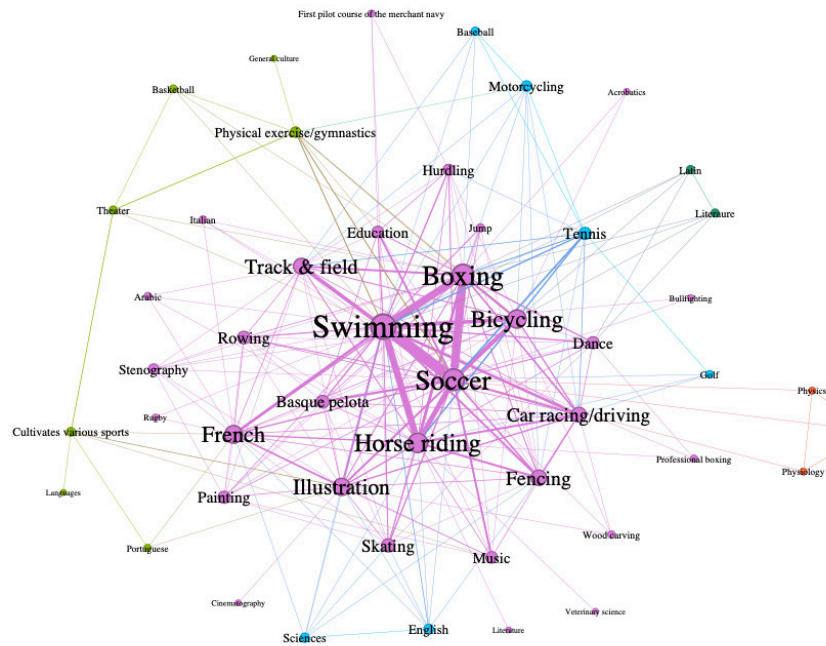 First pilot course of the merchant navy
Baseball
General culture
Basketball
Motorcycling
Acrobatics
Physical exercise/gymnastics
Hurdling
Latin
Theater
Italian
Literaure
Education
Jump
Tennis
Track & field
Boxing
Arabic
Bullfighting
Swimming
Bicycling
Rowing
Dance
Stenography
Soccer
Golf
Physics
Basque pelota
Rugby
Car racing/driving
Cultivates various sports
French
Horse riding
Professional boxing
Physiology
Fencing
Languages
Painting
Illustration
Wood carving
Portuguese
Skating
Music
Cinematography
Veterinary science
Sciences
English
Literature